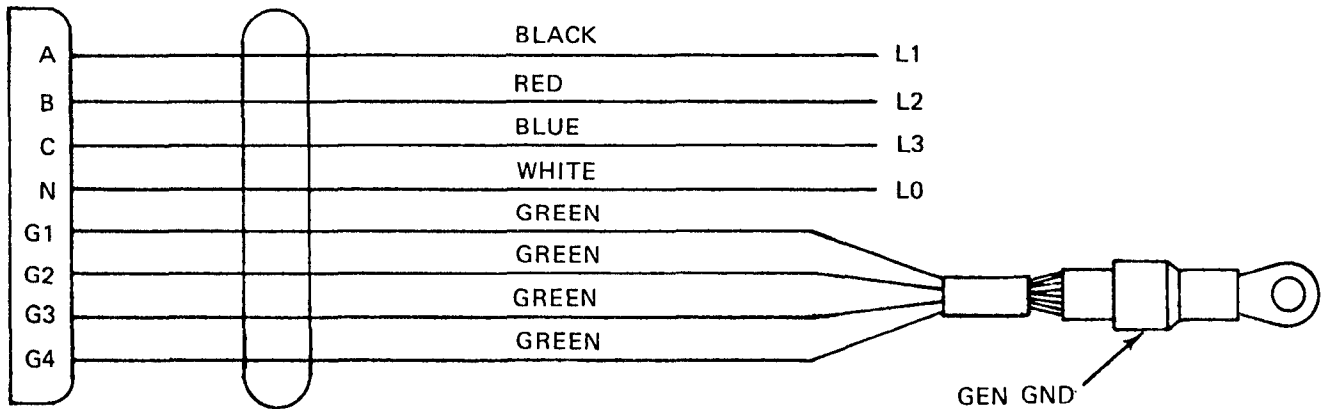 A BLACK L1
B RED L2
C BLUE L3
N WHITE L0
G1 GREEN
G2 GREEN
G3 GREEN
G4 GREEN
GEN GND